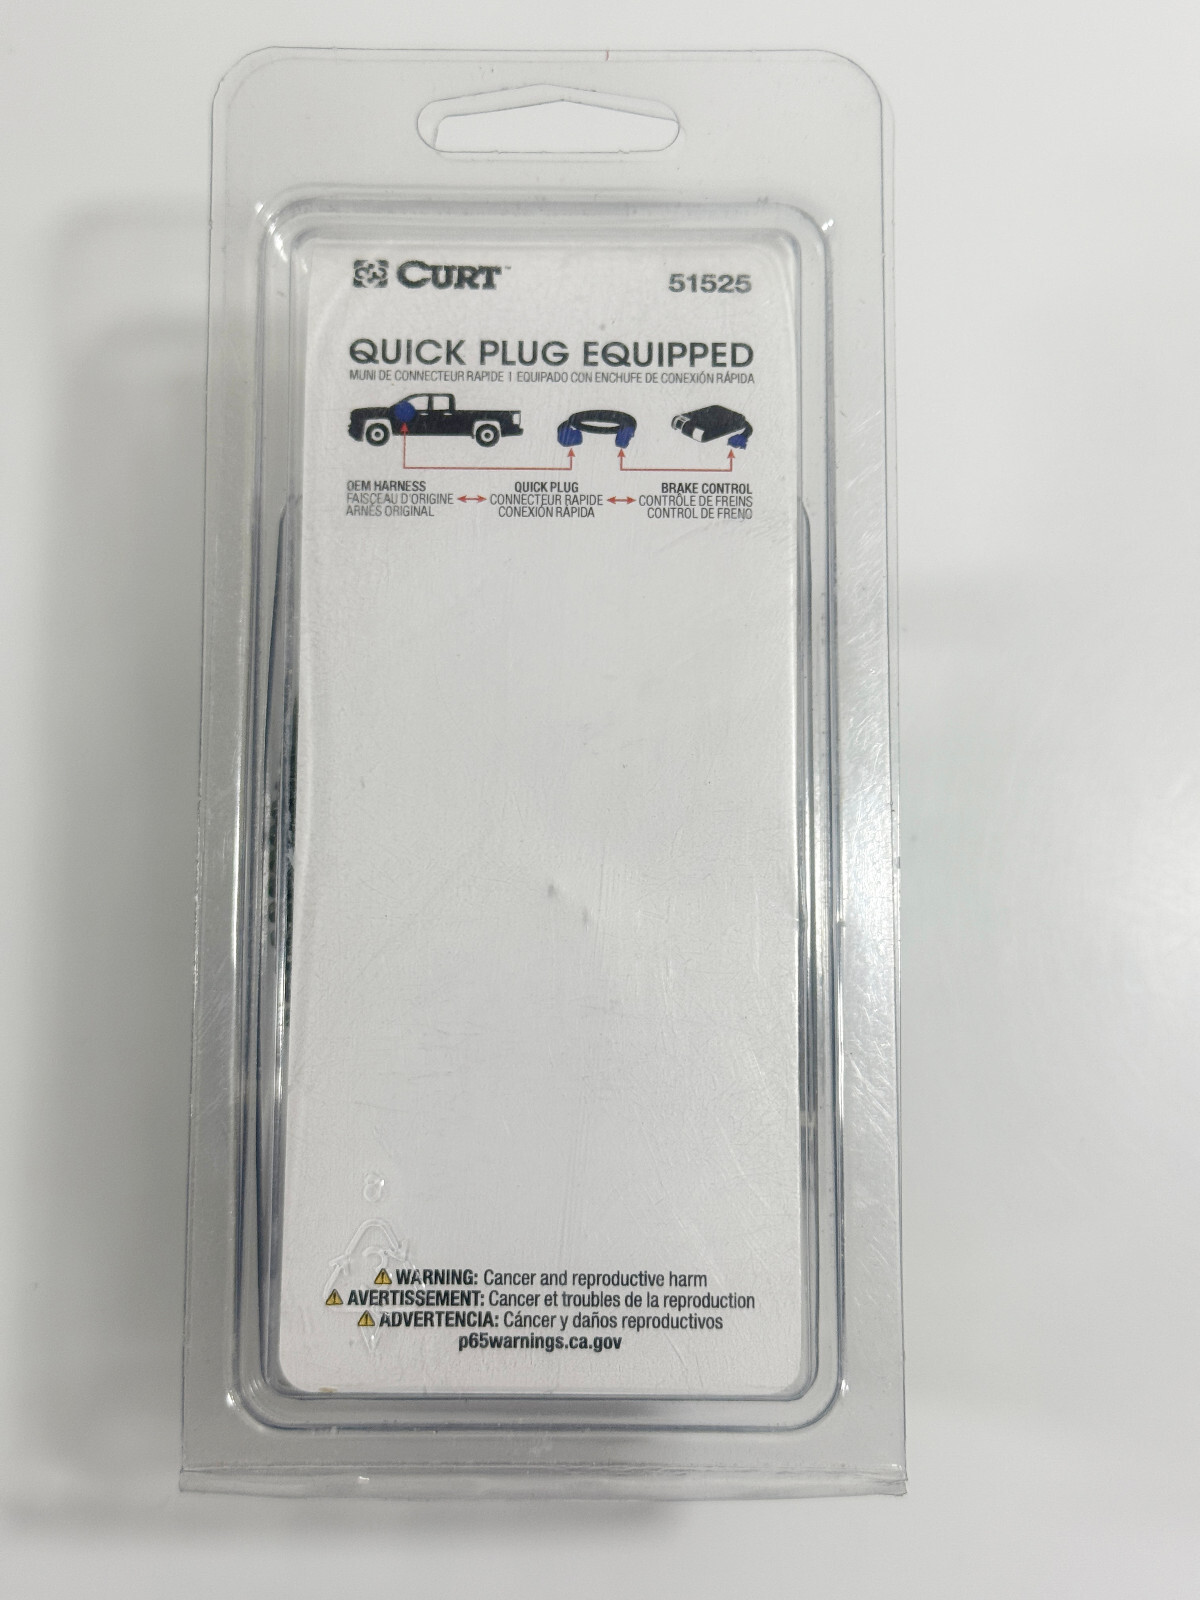 CURT™ 51525
QUICK PLUG EQUIPPED
MUNI DE CONNECTEUR RAPIDE | EQUIPADO CON ENCHUFE DE CONEXIÓN RÁPIDA
OEM HARNESS QUICK PLUG BRAKE CONTROL
FAISCEAU D'ORIGINE CONNECTEUR RAPIDE CONTRÔLE DE FREINS
ARNÉS ORIGINAL CONEXIÓN RÁPIDA CONTROL DE FRENO
8
WARNING: Cancer and reproductive harm
AVERTISSEMENT: Cancer et troubles de la reproduction
ADVERTENCIA: Cáncer y daños reproductivos
p65warnings.ca.gov